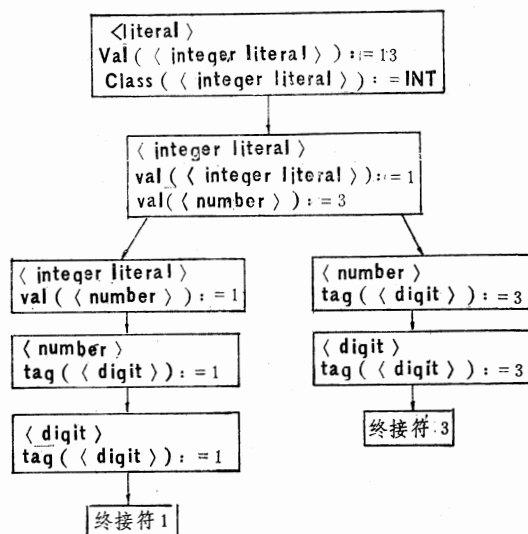 〈literal〉
Val(〈 integer literal 〉):=13
Class(〈 integer literal 〉):=INT
〈 integer literal 〉
val(〈 integer literal 〉):=1
val(〈 number 〉):=3
〈 integer literal 〉
val(〈 number 〉):=1
〈 number 〉
tag(〈 digit 〉):=3
〈 number 〉
tag(〈 digit 〉):=1
〈 digit 〉
tag(〈 digit 〉):=3
〈 digit 〉
tag(〈 digit 〉):=1
终接符 3
终接符 1